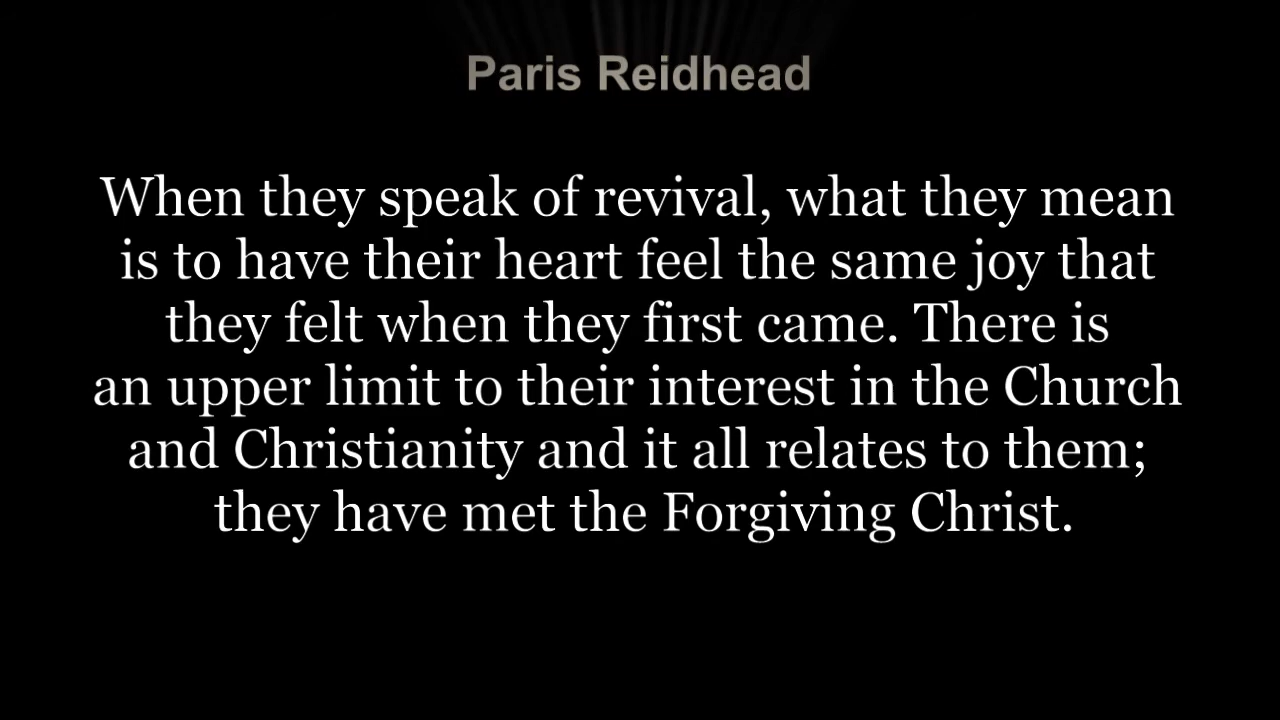 Paris Reidhead
When they speak of revival, what they mean
is to have their heart feel the same joy that
they felt when they first came. There is
an upper limit to their interest in the Church
and Christianity and it all relates to them;
they have met the Forgiving Christ.